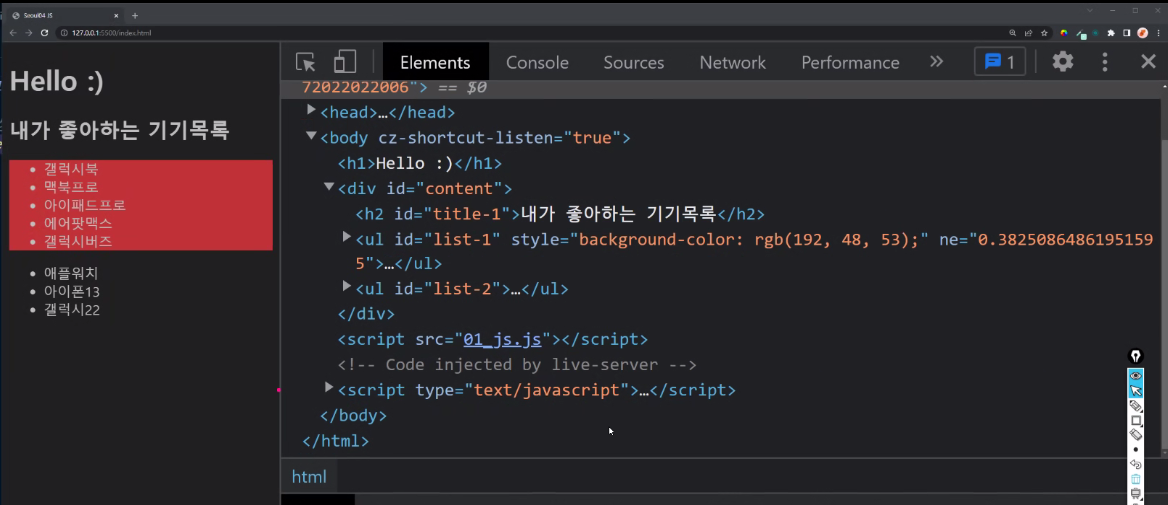 Seoul04 JS
127.0.0.1:5500/index.html
Hello :)
내가 좋아하는 기기목록
갤럭시북
맥북프로
아이패드프로
에어팟맥스
갤럭시버즈
애플워치
아이폰13
갤럭시22
Elements Console Sources Network Performance » 1
72022022006"> == $0
<head>…</head>
<body cz-shortcut-listen="true">
<h1>Hello :)</h1>
<div id="content">
<h2 id="title-1">내가 좋아하는 기기목록</h2>
<ul id="list-1" style="background-color: rgb(192, 48, 53);" ne="0.3825086486195159
5">…</ul>
<ul id="list-2">…</ul>
</div>
<script src="01_js.js"></script>
<!-- Code injected by live-server -->
<script type="text/javascript">…</script>
</body>
</html>
html